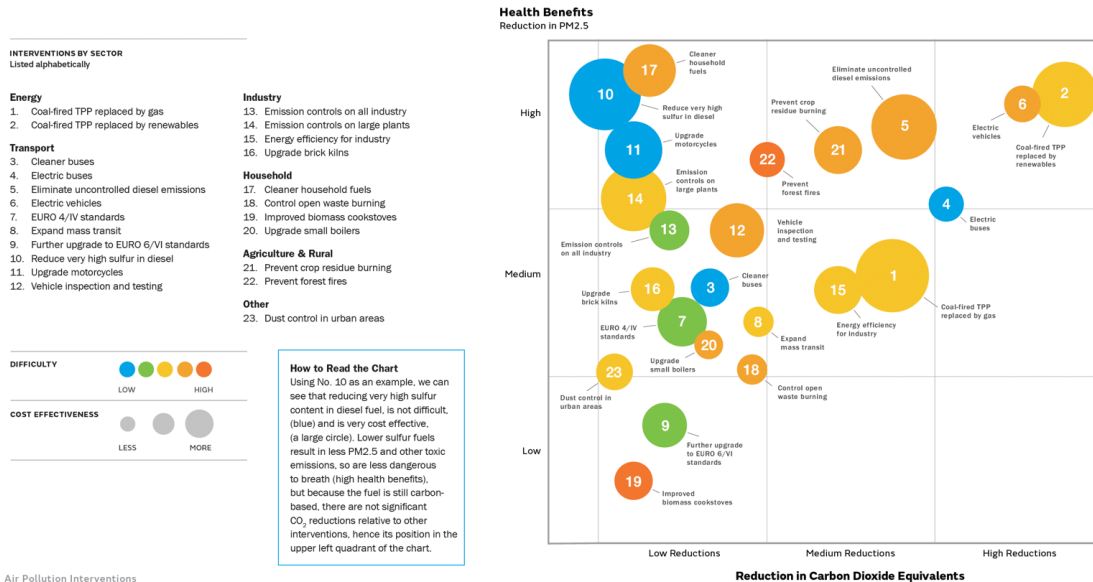 INTERVENTIONS BY SECTOR
Listed alphabetically
Energy
1. Coal-fired TPP replaced by gas
2. Coal-fired TPP replaced by renewables
Transport
3. Cleaner buses
4. Electric buses
5. Eliminate uncontrolled diesel emissions
6. Electric vehicles
7. EURO 4/IV standards
8. Expand mass transit
9. Further upgrade to EURO 6/VI standards
10. Reduce very high sulfur in diesel
11. Upgrade motorcycles
12. Vehicle inspection and testing
Industry
13. Emission controls on all industry
14. Emission controls on large plants
15. Energy efficiency for industry
16. Upgrade brick kilns
Household
17. Cleaner household fuels
18. Control open waste burning
19. Improved biomass cookstoves
20. Upgrade small boilers
Agriculture & Rural
21. Prevent crop residue burning
22. Prevent forest fires
Other
23. Dust control in urban areas
DIFFICULTY
LOW HIGH
COST EFFECTIVENESS
LESS MORE
How to Read the Chart
Using No. 10 as an example, we can
see that reducing very high sulfur
content in diesel fuel, is not difficult,
(blue) and is very cost effective,
(a large circle). Lower sulfur fuels
result in less PM2.5 and other toxic
emissions, so are less dangerous
to breath (high health benefits),
but because the fuel is still carbon-
based, there are not significant
CO2 reductions relative to other
interventions, hence its position in the
upper left quadrant of the chart.
Air Pollution Interventions
Health Benefits
Reduction in PM2.5
High
Medium
Low
17
Cleaner
household
fuels
10
Reduce very high
sulfur in diesel
11
Upgrade
motorcycles
14
Emission
controls on
large plants
Eliminate uncontrolled
diesel emissions
5
Prevent crop
residue burning
21
22
Prevent
forest fires
6
Electric
vehicles
2
Coal-fired TPP
replaced by
renewables
4
Electric
buses
13
Emission controls
on all industry
12
Vehicle
inspection
and testing
16
Upgrade
brick kilns
3
Cleaner
buses
7
EURO 4/IV
standards
20
Upgrade
small boilers
8
Expand
mass transit
15
Energy efficiency
for industry
1
Coal-fired TPP
replaced by gas
23
Dust control in
urban areas
18
Control open
waste burning
9
Further upgrade
to EURO 6/VI
standards
19
Improved
biomass cookstoves
Low Reductions
Medium Reductions
High Reductions
Reduction in Carbon Dioxide Equivalents